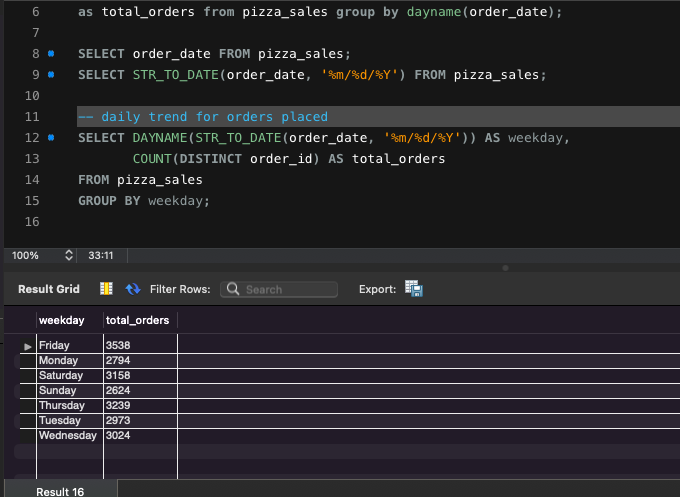 6 as total_orders from pizza_sales group by dayname(order_date);
7
8 SELECT order_date FROM pizza_sales;
9 SELECT STR_TO_DATE(order_date, '%m/%d/%Y') FROM pizza_sales;
10
11 -- daily trend for orders placed
12 SELECT DAYNAME(STR_TO_DATE(order_date, '%m/%d/%Y')) AS weekday,
13 COUNT(DISTINCT order_id) AS total_orders
14 FROM pizza_sales
15 GROUP BY weekday;
16
100% 33:11
Result Grid Filter Rows: Search Export:
weekday total_orders
Friday 3538
Monday 2794
Saturday 3158
Sunday 2624
Thursday 3239
Tuesday 2973
Wednesday 3024
Result 16